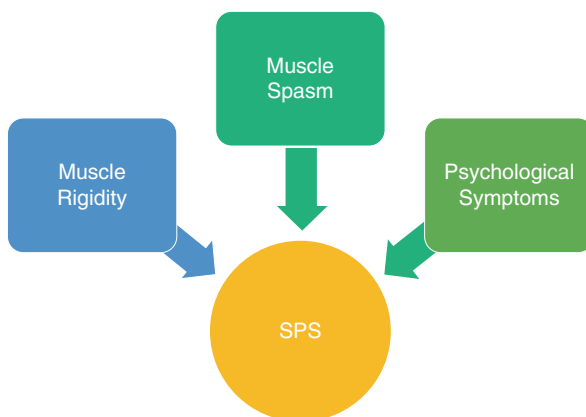 Muscle
Spasm
Muscle
Rigidity
Psychological
Symptoms
SPS